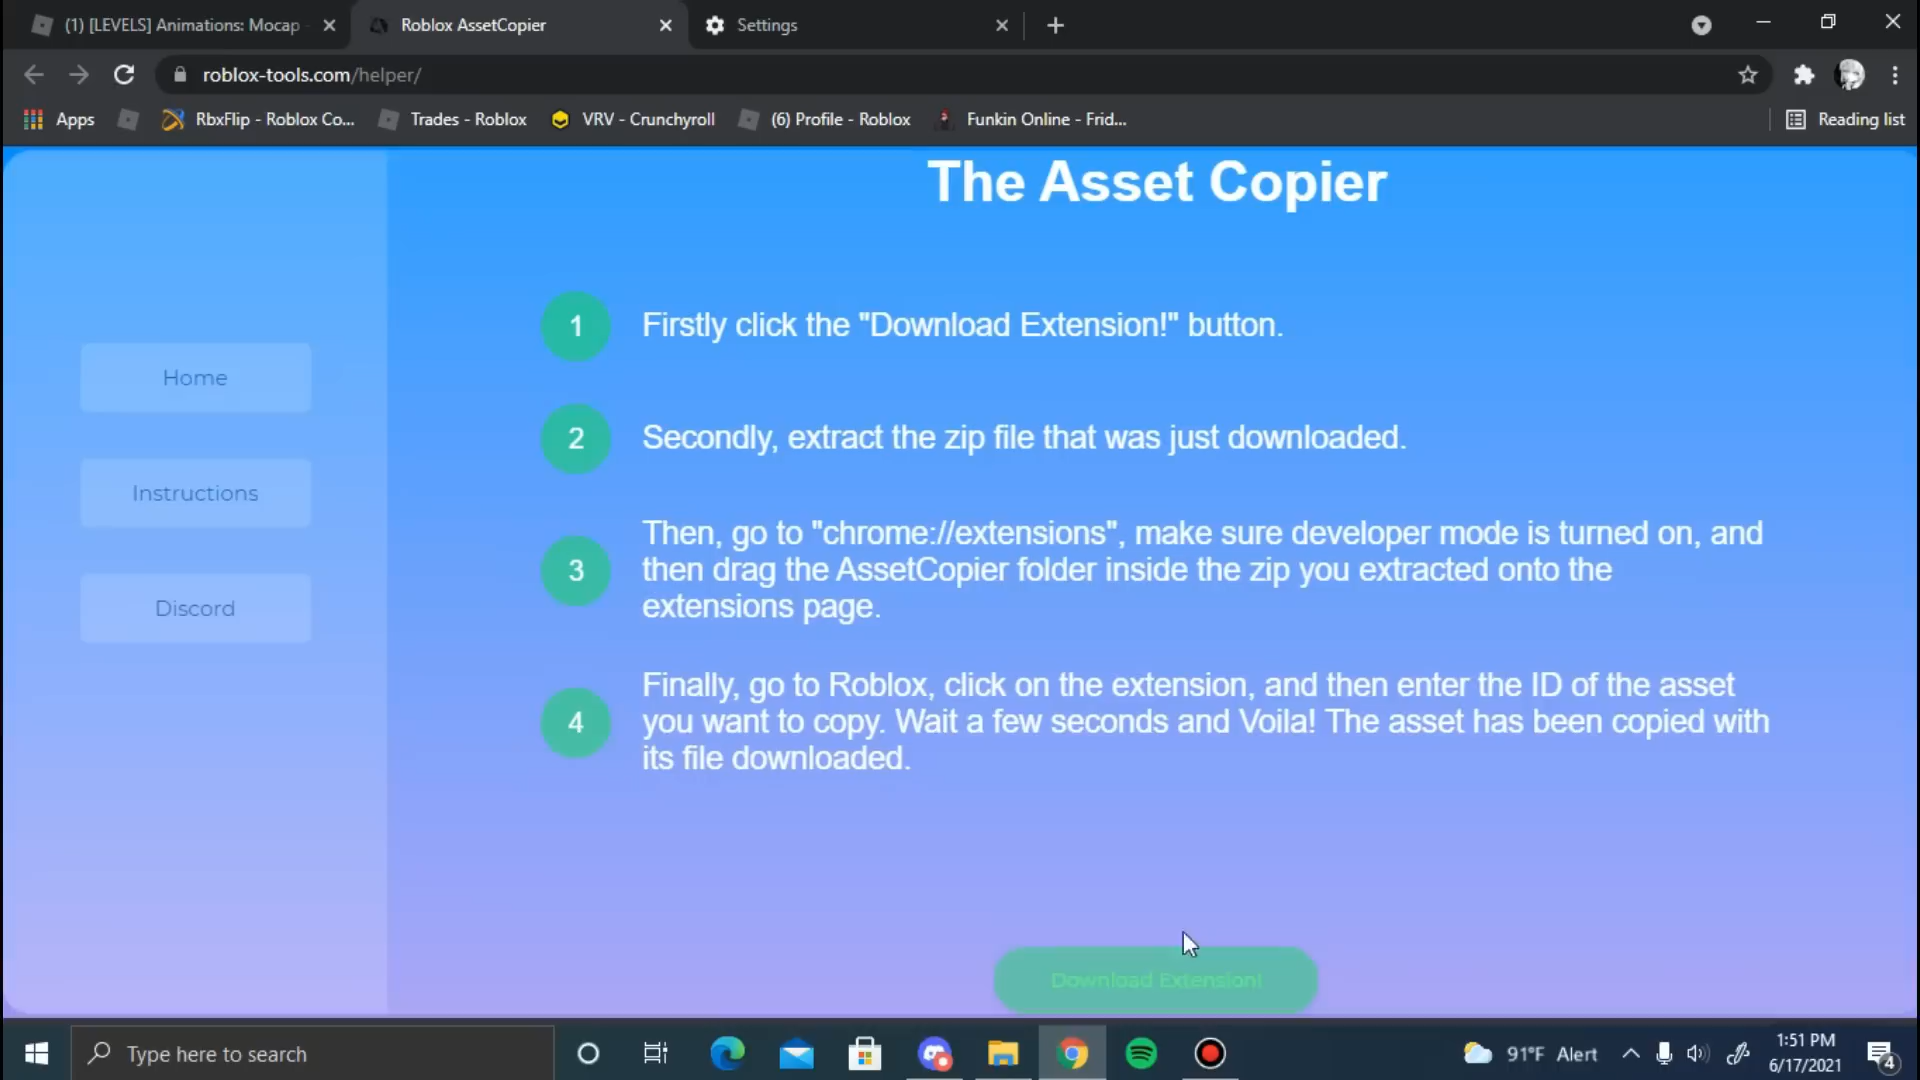 (1) [LEVELS] Animations: Mocap
Roblox AssetCopier
Settings
roblox-tools.com/helper/
Apps
RbxFlip - Roblox Co...
Trades - Roblox
VRV - Crunchyroll
(6) Profile - Roblox
Funkin Online - Frid...
Reading list
The Asset Copier
Home
Instructions
Discord
1
Firstly click the "Download Extension!" button.
2
Secondly, extract the zip file that was just downloaded.
3
Then, go to "chrome://extensions", make sure developer mode is turned on, and
then drag the AssetCopier folder inside the zip you extracted onto the
extensions page.
4
Finally, go to Roblox, click on the extension, and then enter the ID of the asset
you want to copy. Wait a few seconds and Voila! The asset has been copied with
its file downloaded.
Download Extension!
Type here to search
91°F Alert
1:51 PM
6/17/2021
4